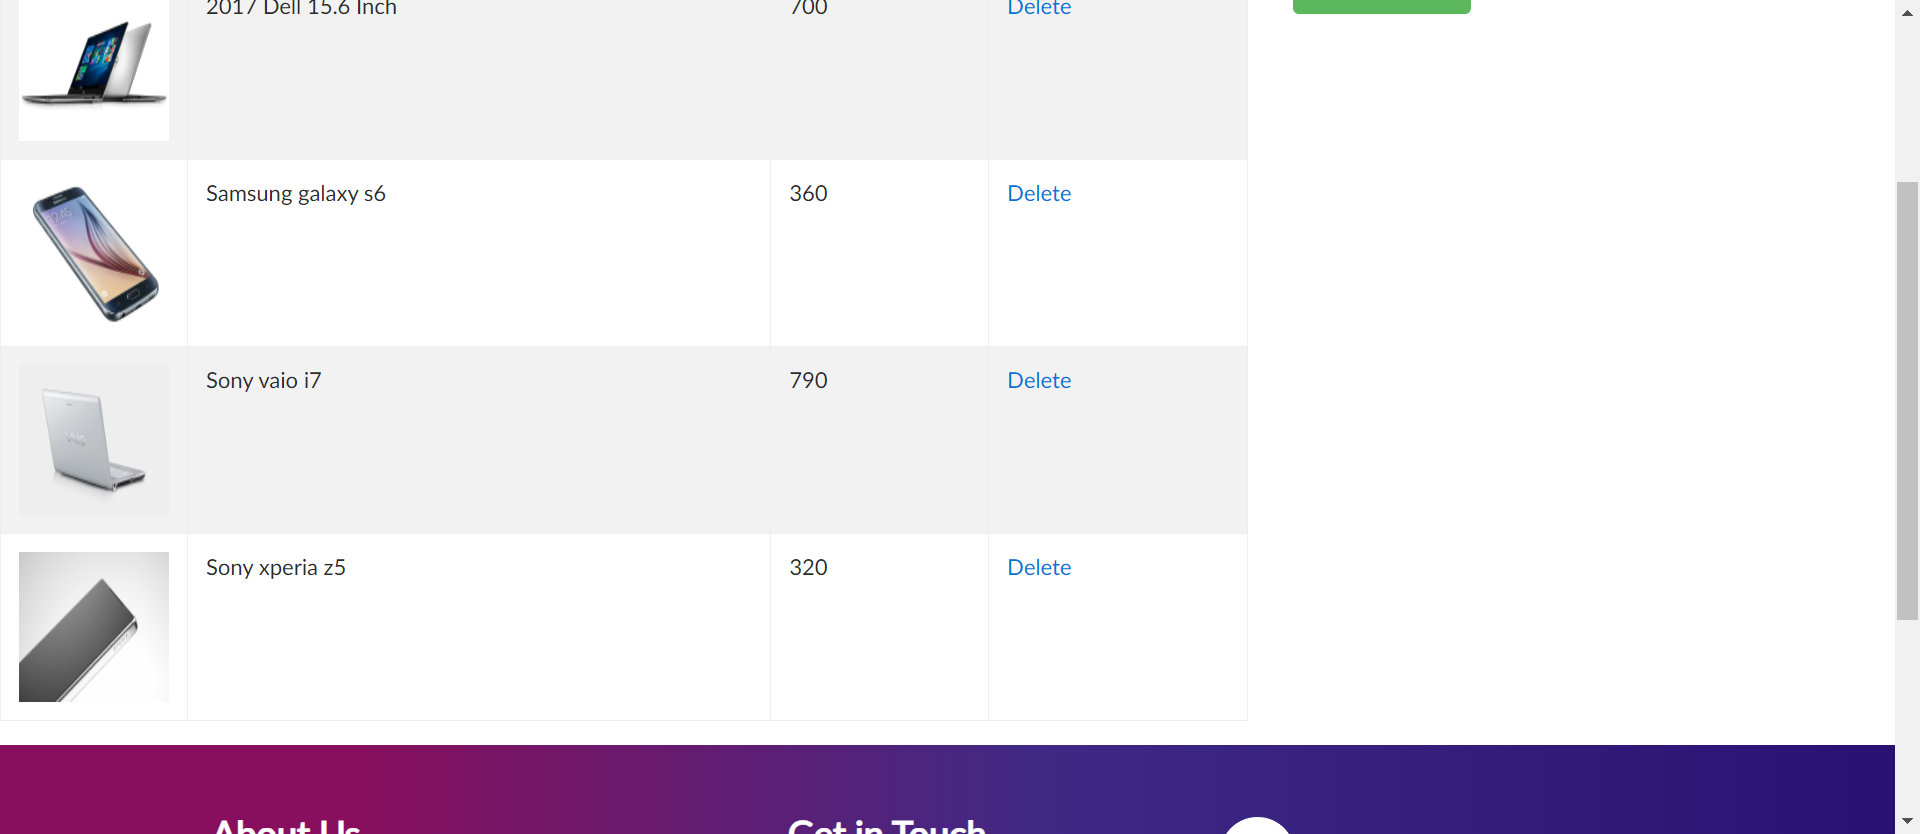 2017 Dell 15.6 Inch 700 Delete
Samsung galaxy s6 360 Delete
Sony vaio i7 790 Delete
Sony xperia z5 320 Delete
About Us Get in Touch